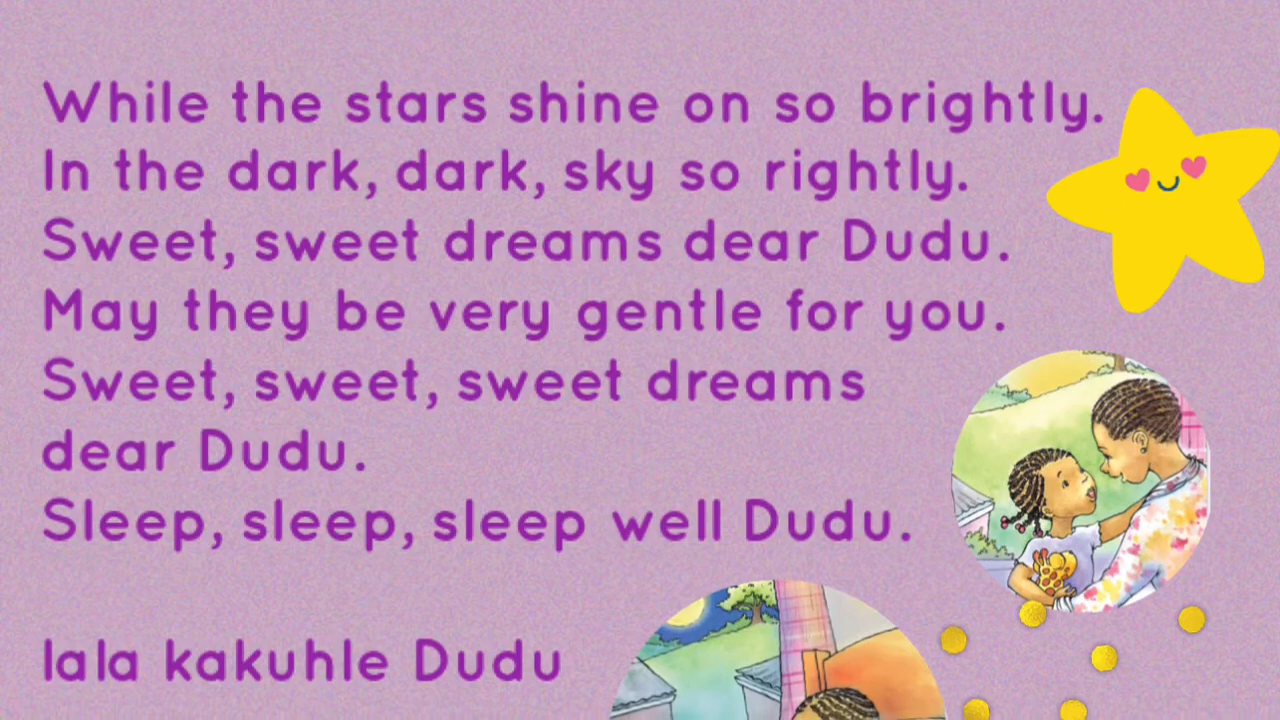 While the stars shine on so brightly.
In the dark, dark, sky so rightly.
Sweet, sweet dreams dear Dudu.
May they be very gentle for you.
Sweet, sweet, sweet dreams
dear Dudu.
Sleep, sleep, sleep well Dudu.
lala kakuhle Dudu